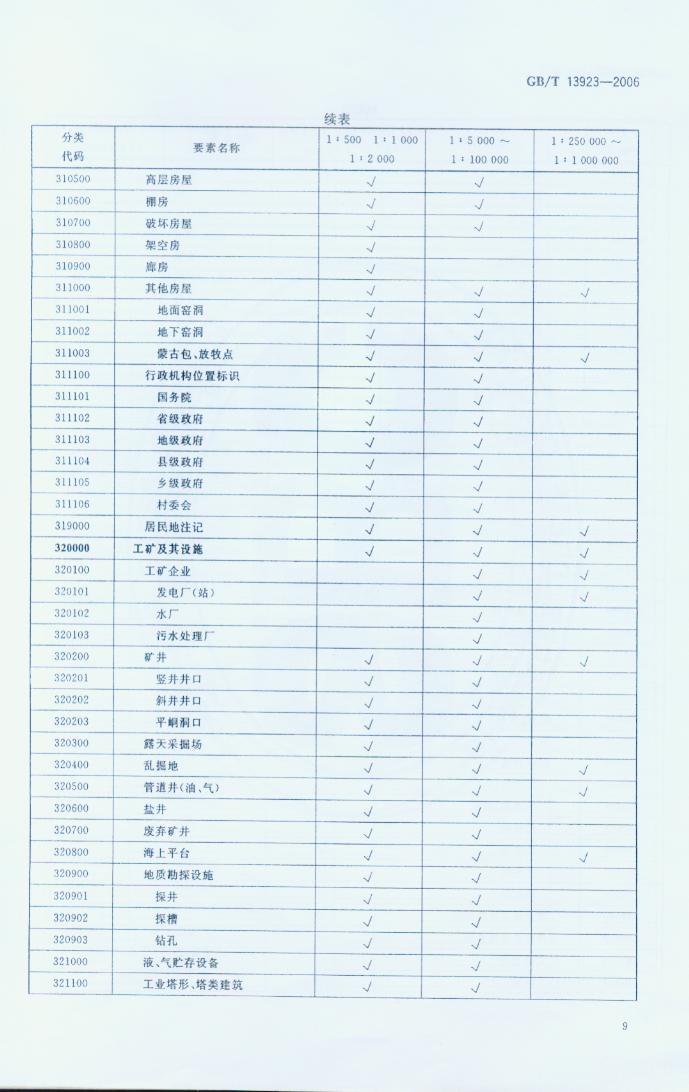 GB/T 13923—2006
续表
分类代码 要素名称 1∶500 1∶1 000 1∶2 000 1∶5 000～1∶100 000 1∶250 000～1∶1 000 000
310500 高层房屋 √ √
310600 棚房 √ √
310700 破坏房屋 √ √
310800 架空房 √
310900 廊房 √
311000 其他房屋 √ √ √
311001 地面窑洞 √ √
311002 地下窑洞 √ √
311003 蒙古包、放牧点 √ √ √
311100 行政机构位置标识 √ √
311101 国务院 √ √
311102 省级政府 √ √
311103 地级政府 √ √
311104 县级政府 √ √
311105 乡级政府 √ √
311106 村委会 √ √
319000 居民地注记 √ √ √
320000 工矿及其设施 √ √ √
320100 工矿企业 √ √
320101 发电厂(站) √ √
320102 水厂 √
320103 污水处理厂 √
320200 矿井 √ √ √
320201 竖井井口 √ √
320202 斜井井口 √ √
320203 平峒洞口 √ √
320300 露天采掘场 √ √
320400 乱掘地 √ √ √
320500 管道井(油、气) √ √ √
320600 盐井 √ √
320700 废弃矿井 √ √
320800 海上平台 √ √ √
320900 地质勘探设施 √ √
320901 探井 √ √
320902 探槽 √ √
320903 钻孔 √ √
321000 液、气贮存设备 √ √
321100 工业塔形、塔类建筑 √ √
9